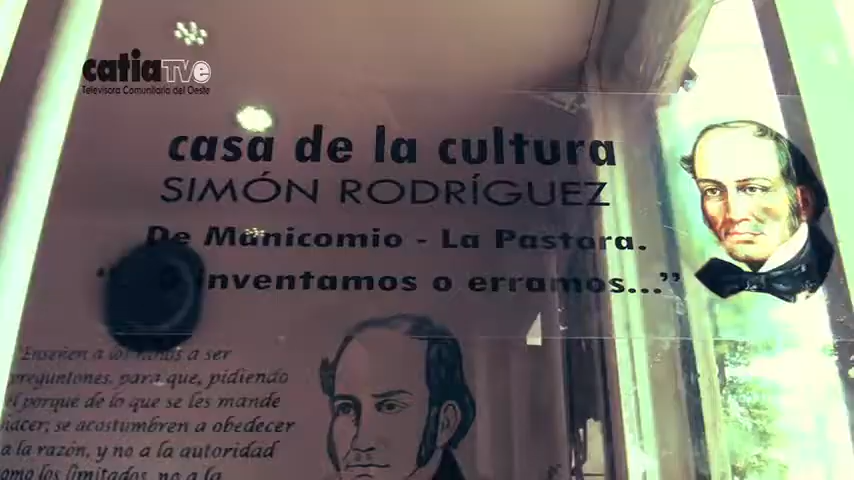 catiaTVe
Televisora Comunitaria del Oeste
casa de la cultura
SIMÓN RODRÍGUEZ
De Manicomio - La Pastora.
inventamos o erramos..."
"Enseñen a los niños a ser
preguntones, para que, pidiendo
el porque de lo que se les mande
hacer; se acostumbren a obedecer
a la razón, y no a la autoridad
como los limitados, no a la